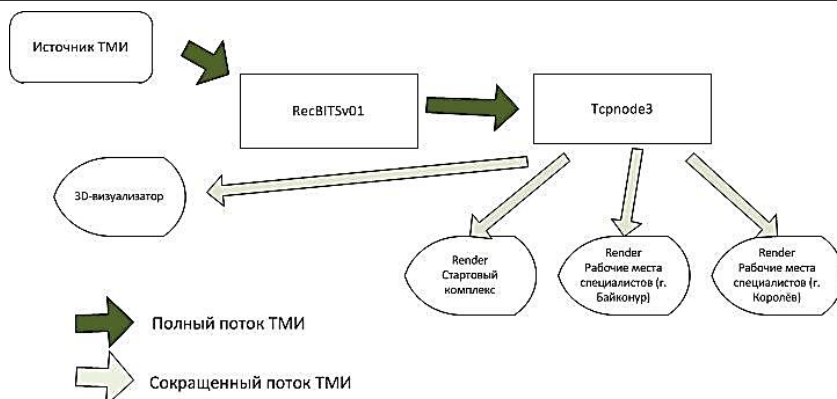 Источник ТМИ
RecBITSv01
Tcpnode3
3D-визуализатор
Render
Стартовый
комплекс
Render
Рабочие места
специалистов (г.
Байконур)
Render
Рабочие места
специалистов (г.
Королёв)
Полный поток ТМИ
Сокращенный поток ТМИ